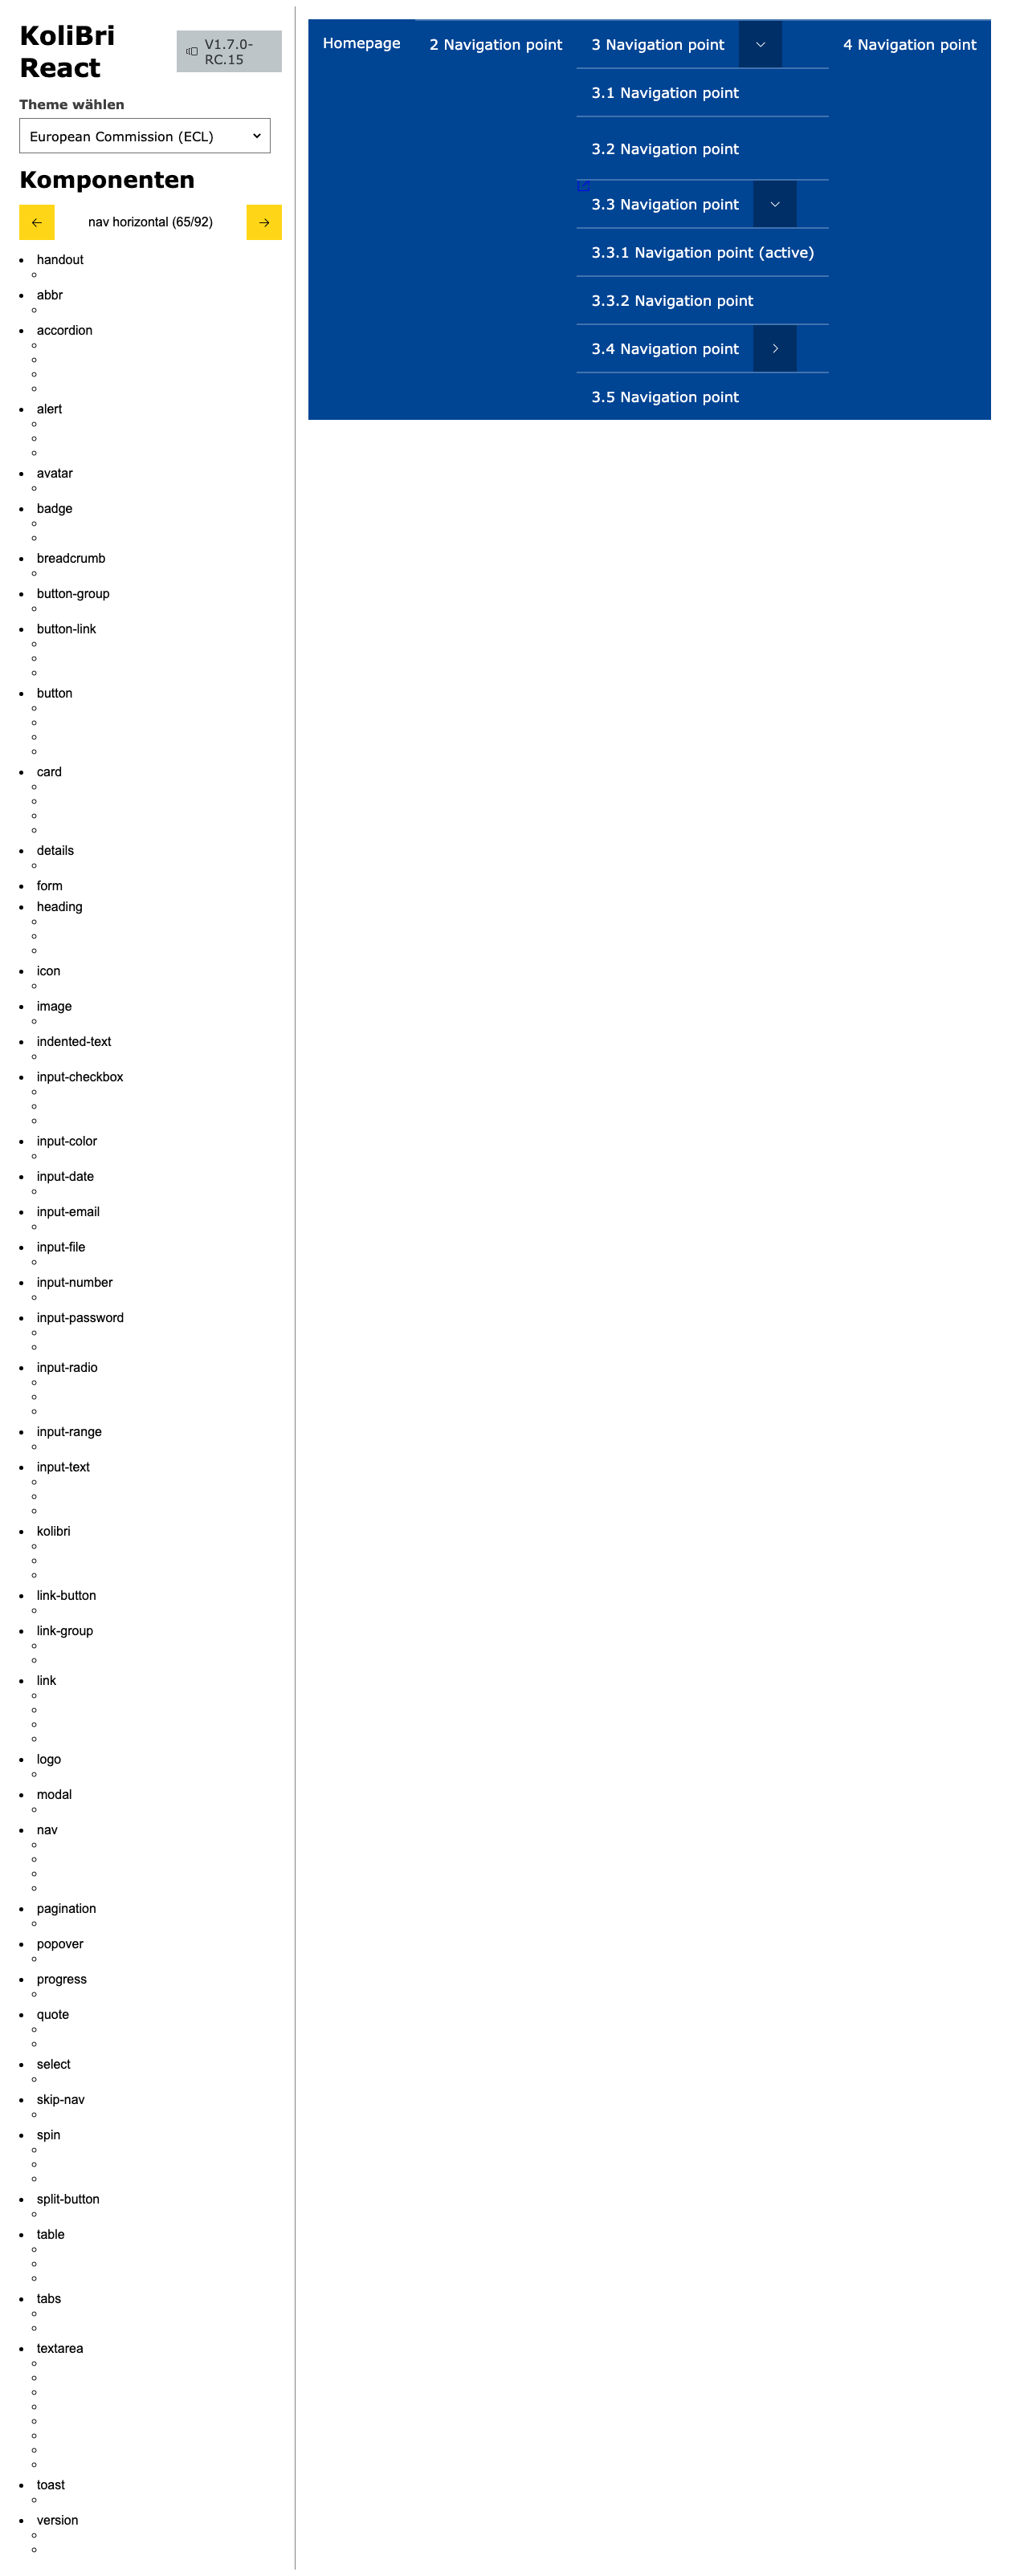 KoliBri
React
V1.7.0-
RC.15
Theme wählen
European Commission (ECL)
Komponenten
nav horizontal (65/92)
handout
abbr
accordion
alert
avatar
badge
breadcrumb
button-group
button-link
button
card
details
form
heading
icon
image
indented-text
input-checkbox
input-color
input-date
input-email
input-file
input-number
input-password
input-radio
input-range
input-text
kolibri
link-button
link-group
link
logo
modal
nav
pagination
popover
progress
quote
select
skip-nav
spin
split-button
table
tabs
textarea
toast
version
Homepage
2 Navigation point
3 Navigation point
3.1 Navigation point
3.2 Navigation point
3.3 Navigation point
3.3.1 Navigation point (active)
3.3.2 Navigation point
3.4 Navigation point
3.5 Navigation point
4 Navigation point